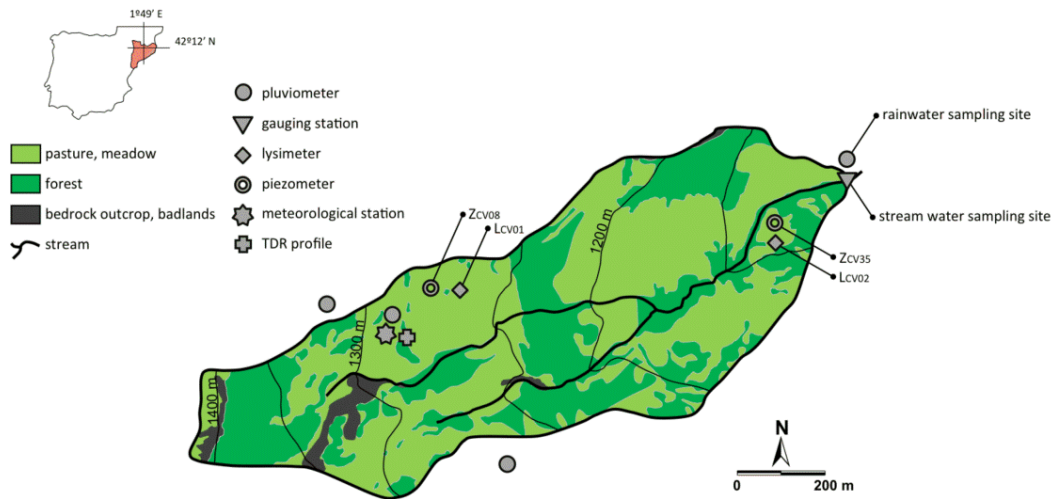 1º49' E
42º12' N
pluviometer
gauging station
lysimeter
piezometer
meteorological station
TDR profile
pasture, meadow
forest
bedrock outcrop, badlands
stream
rainwater sampling site
stream water sampling site
ZCV08
LCV01
ZCV35
LCV02
1200 m
1300 m
1400 m
N
0 200 m